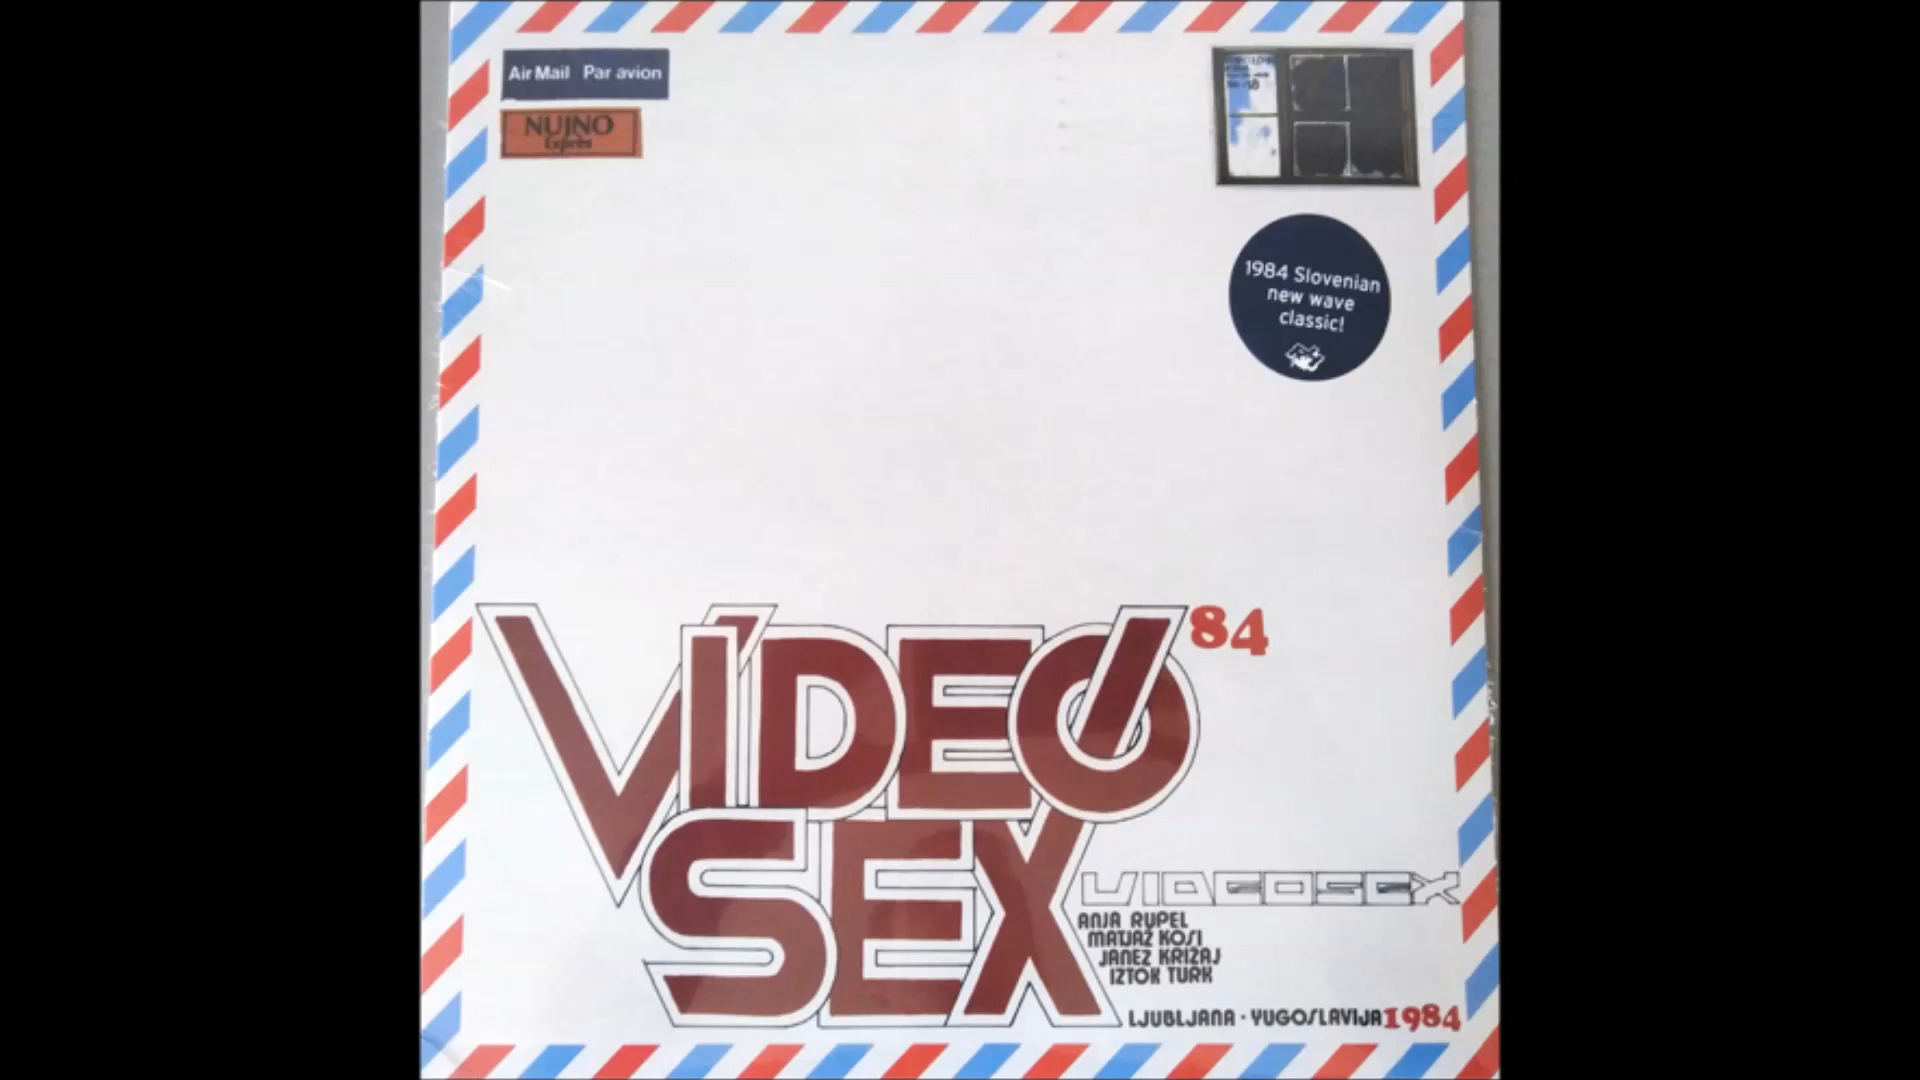 Air Mail Par avion
NUJNO
Exprès
1984 Slovenian
new wave
classic!
VIDEO
84
SEX
VIDEOSEX
ANJA RUPEL
MATJAŽ KOSI
JANEZ KRIŽAJ
IZTOK TURK
LJUBLJANA · YUGOSLAVIJA 1984